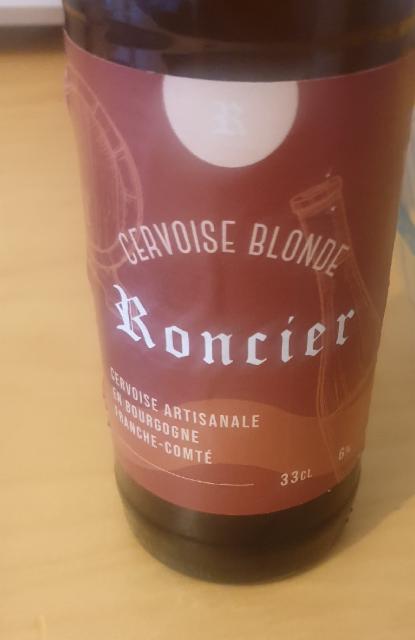 R
CERVOISE BLONDE
Roncier
CERVOISE ARTISANALE
EN BOURGOGNE
FRANCHE-COMTÉ
33CL
6%